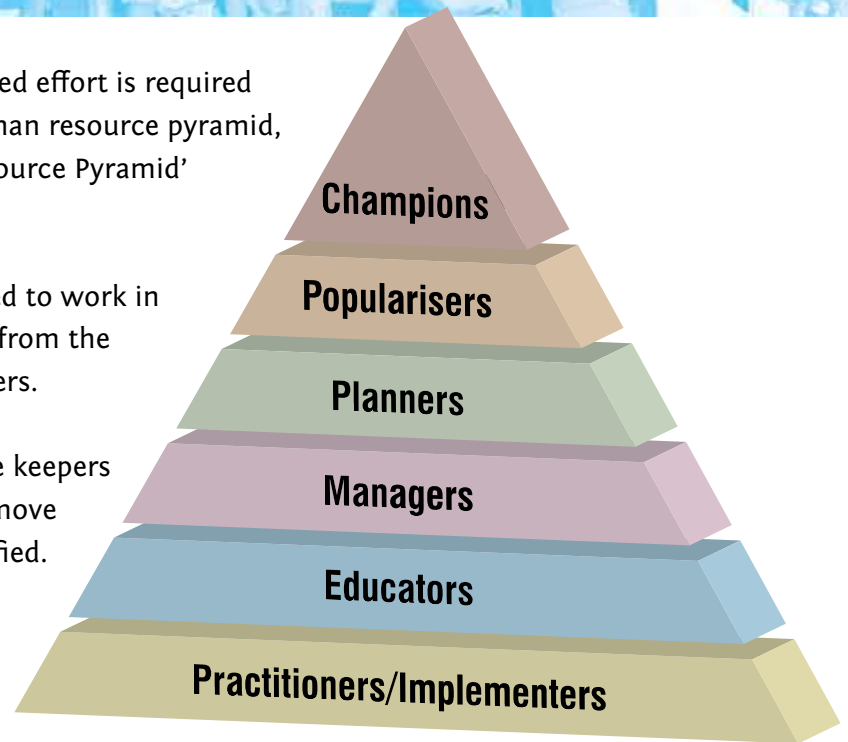 ed effort is required
nan resource pyramid,
ource Pyramid’
ed to work in
from the
ers.
e keepers
nove
fied.
Champions
Popularisers
Planners
Managers
Educators
Practitioners/Implementers